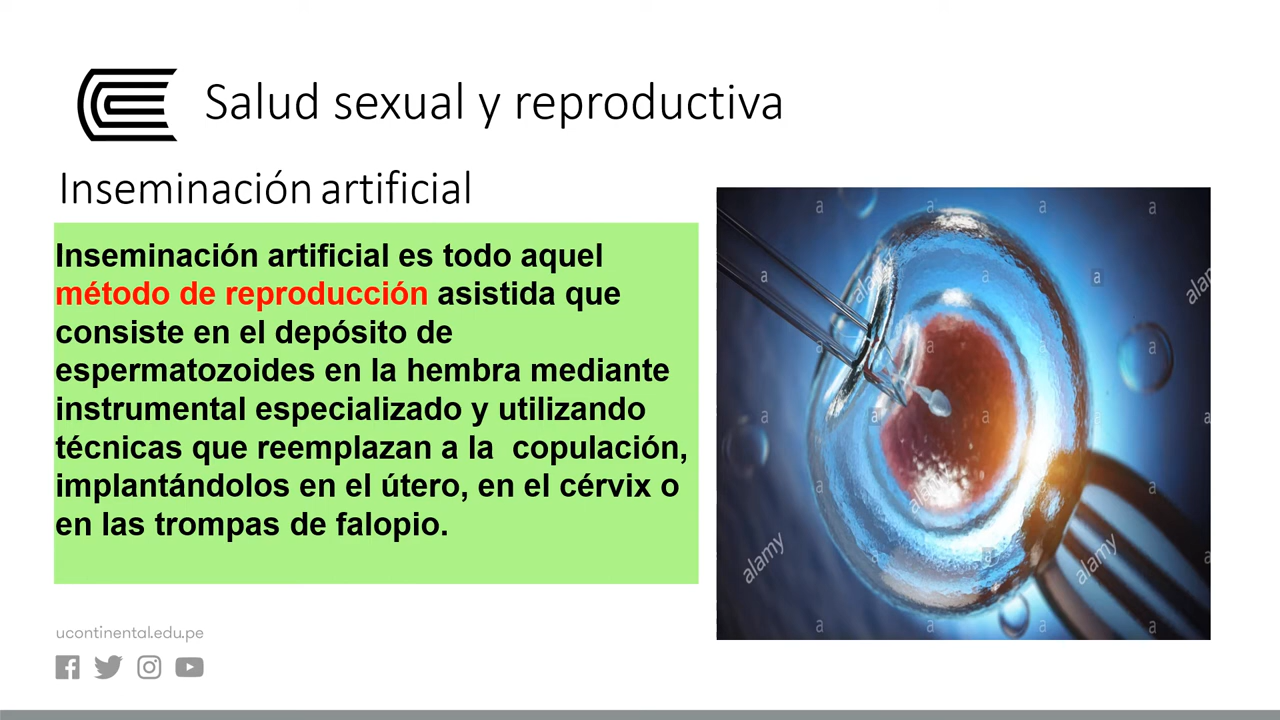 Salud sexual y reproductiva
Inseminación artificial
Inseminación artificial es todo aquel
método de reproducción asistida que
consiste en el depósito de
espermatozoides en la hembra mediante
instrumental especializado y utilizando
técnicas que reemplazan a la  copulación,
implantándolos en el útero, en el cérvix o
en las trompas de falopio.
a a a a
a a alamy
alamy a a alamy
a a a a
a alamy a
alamy a alamy a
a a a a
ucontinental.edu.pe